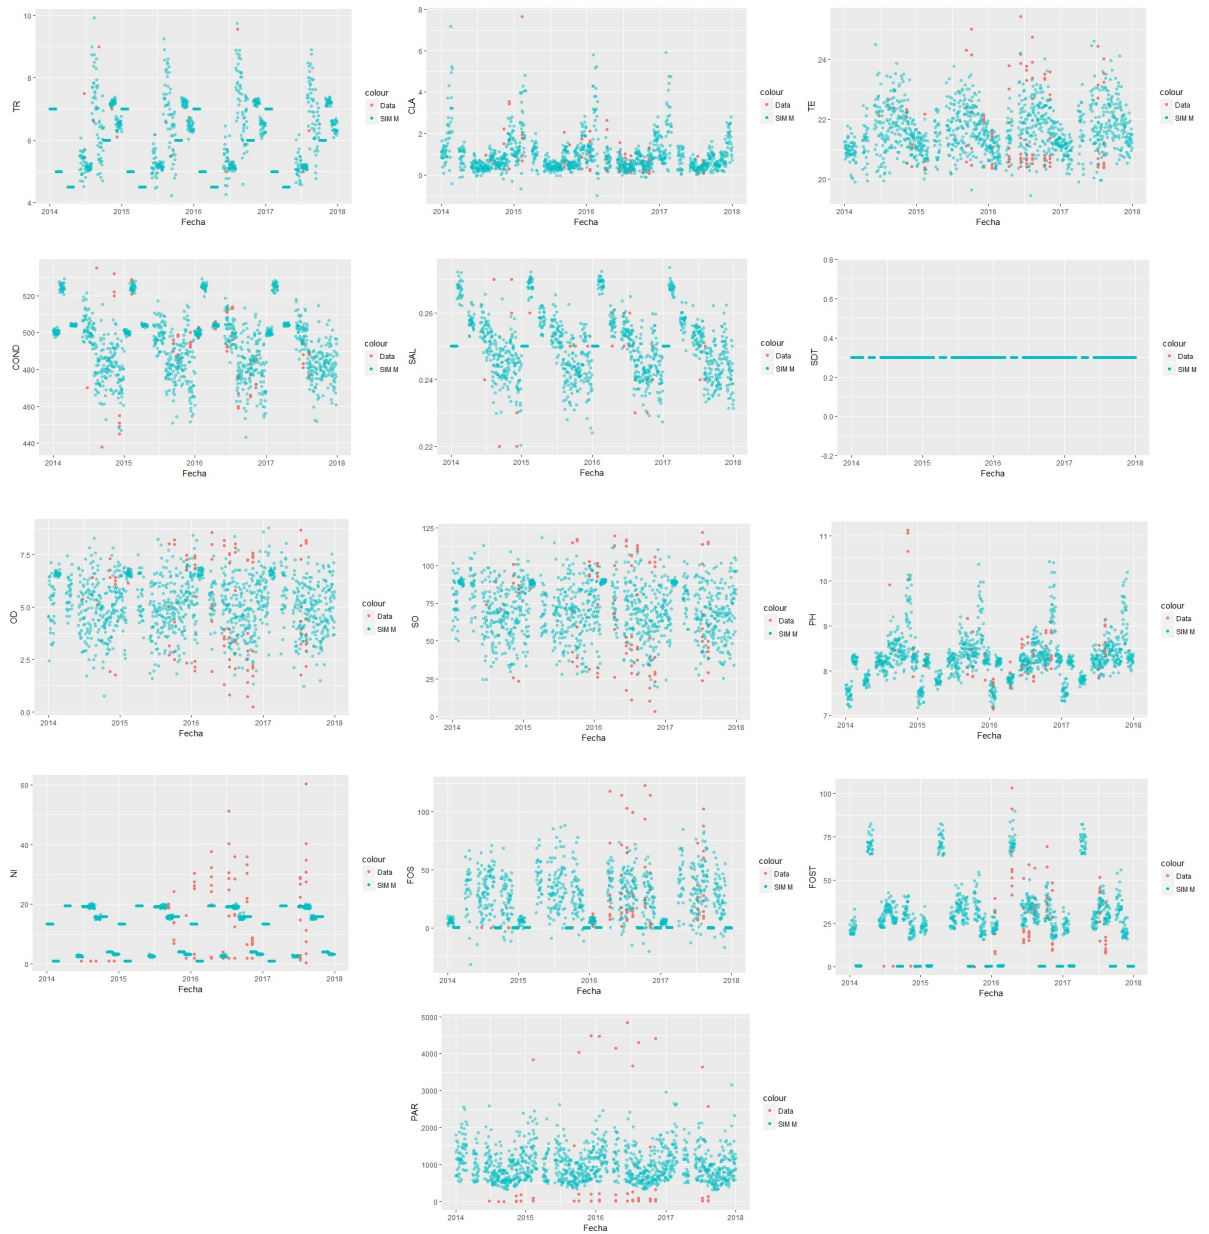 10
8
6
4
TR
2014
2015
2016
2017
2018
Fecha
colour
Data
SIM M
8
6
4
2
0
CLA
2014
2015
2016
2017
2018
Fecha
colour
Data
SIM M
24
22
20
TE
2014
2015
2016
2017
2018
Fecha
colour
Data
SIM M
520
500
480
460
440
COND
2014
2015
2016
2017
2018
Fecha
colour
Data
SIM M
0.26
0.24
0.22
SAL
2014
2015
2016
2017
2018
Fecha
colour
Data
SIM M
0.8
0.6
0.4
0.2
0.0
-0.2
SDT
2014
2015
2016
2017
2018
Fecha
colour
Data
SIM M
7.5
5.0
2.5
0.0
OD
2014
2015
2016
2017
2018
Fecha
colour
Data
SIM M
125
100
75
50
25
0
SO
2014
2015
2016
2017
2018
Fecha
colour
Data
SIM M
11
10
9
8
7
PH
2014
2015
2016
2017
2018
Fecha
colour
Data
SIM M
60
40
20
0
NI
2014
2015
2016
2017
2018
Fecha
colour
Data
SIM M
100
50
0
FOS
2014
2015
2016
2017
2018
Fecha
colour
Data
SIM M
100
75
50
25
0
FOST
2014
2015
2016
2017
2018
Fecha
colour
Data
SIM M
5000
4000
3000
2000
1000
0
PAR
2014
2015
2016
2017
2018
Fecha
colour
Data
SIM M